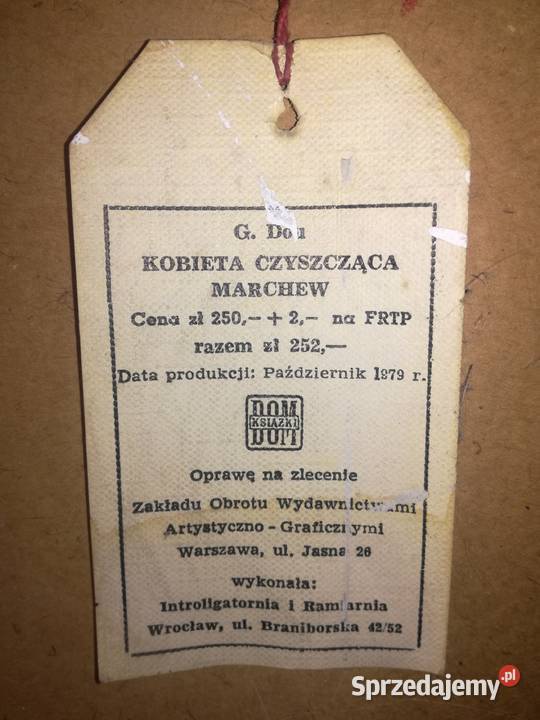 G. Dou
KOBIETA CZYSZCZĄCA
MARCHEW
Cena zł 250,— + 2,— na FRTP
razem zł 252,—
Data produkcji: Październik 1979 r.
DOM
KSIĄŻKI
DOM
Oprawę na zlecenie
Zakładu Obrotu Wydawnictwami
Artystyczno - Graficznymi
Warszawa, ul. Jasna 26
wykonała:
Introligatornia i Ramiarnia
Wrocław, ul. Braniborska 42/52
Sprzedajemy.pl